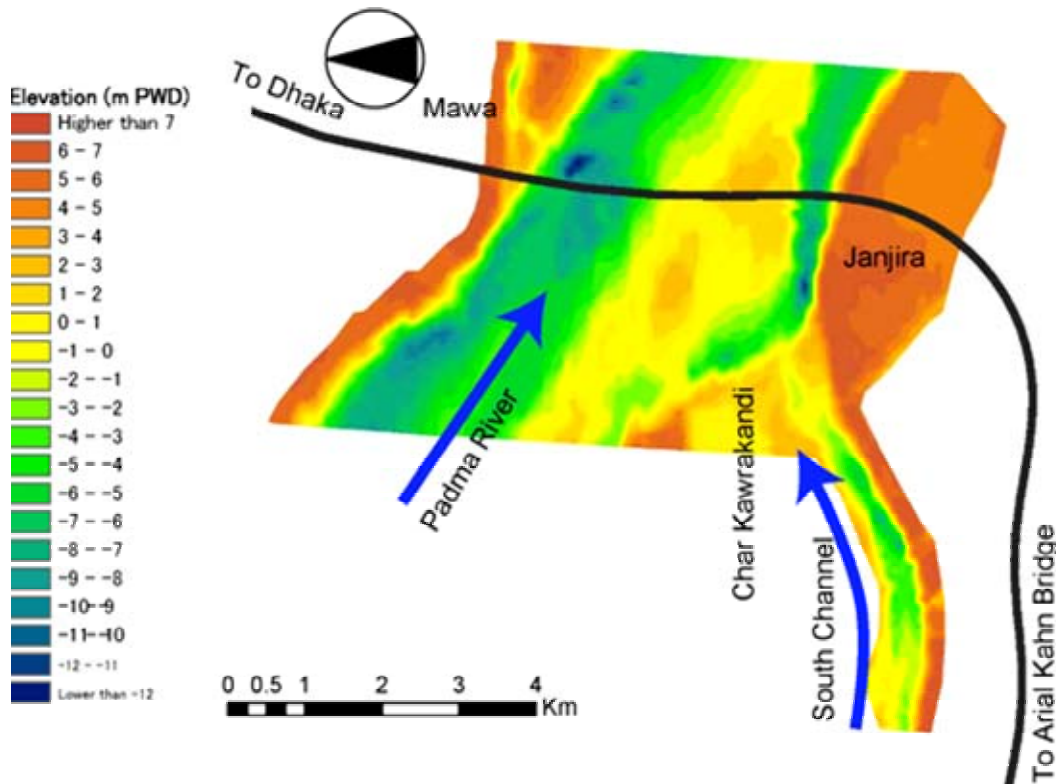 Elevation (m PWD)
Higher than 7
6 - 7
5 - 6
4 - 5
3 - 4
2 - 3
1 - 2
0 - 1
-1 - 0
-2 - -1
-3 - -2
-4 - -3
-5 - -4
-6 - -5
-7 - -6
-8 - -7
-9 - -8
-10--9
-11--10
-12 - -11
Lower than -12
To Dhaka
Mawa
Janjira
Padma River
Char Kawrakandi
South Channel
To Arial Kahn Bridge
0 0.5 1 2 3 4
Km